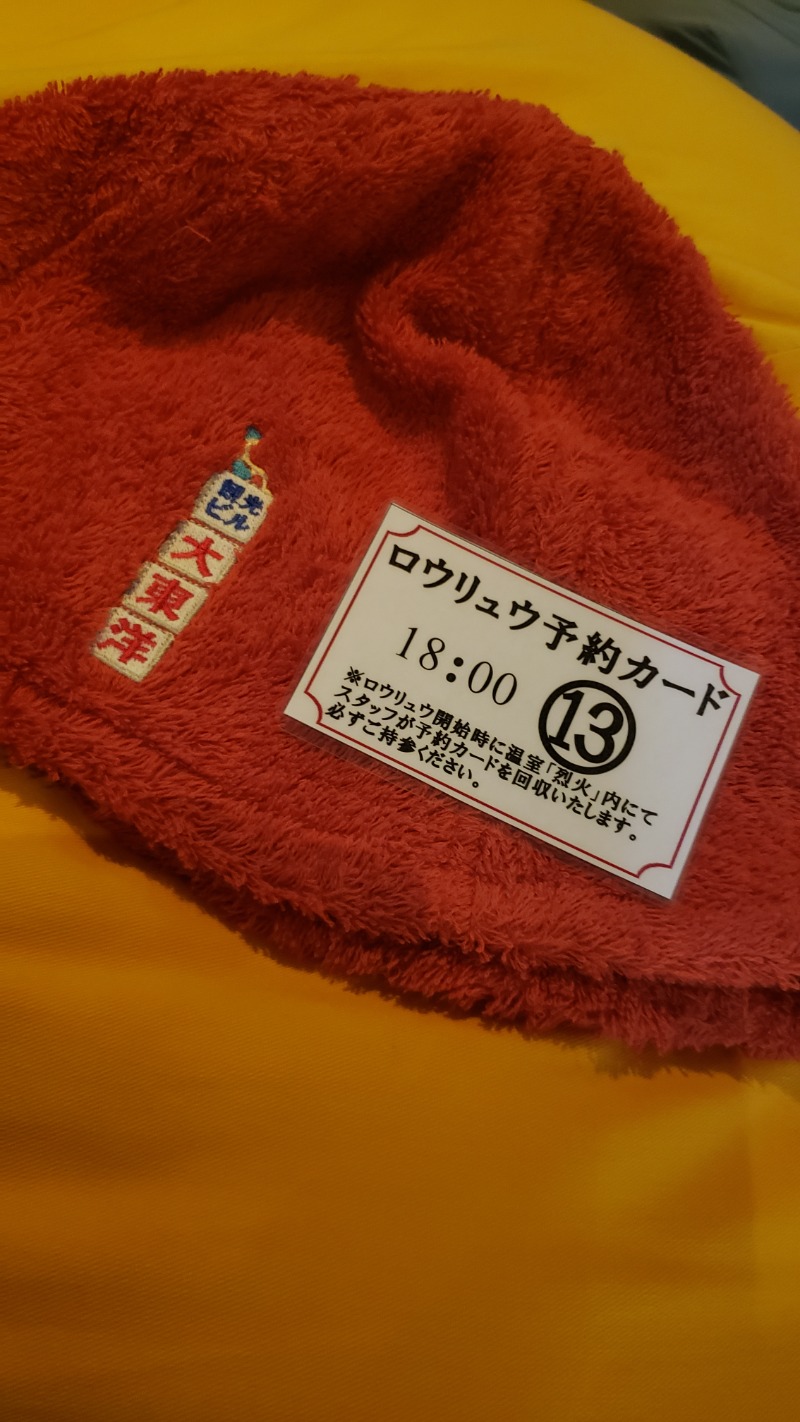 観光
ビル
大
東
洋
ロウリュウ予約カード
18:00 ⑬
※ロウリュウ開始時に温室「烈火」内にて
スタッフが予約カードを回収いたします。
必ずご持参ください。